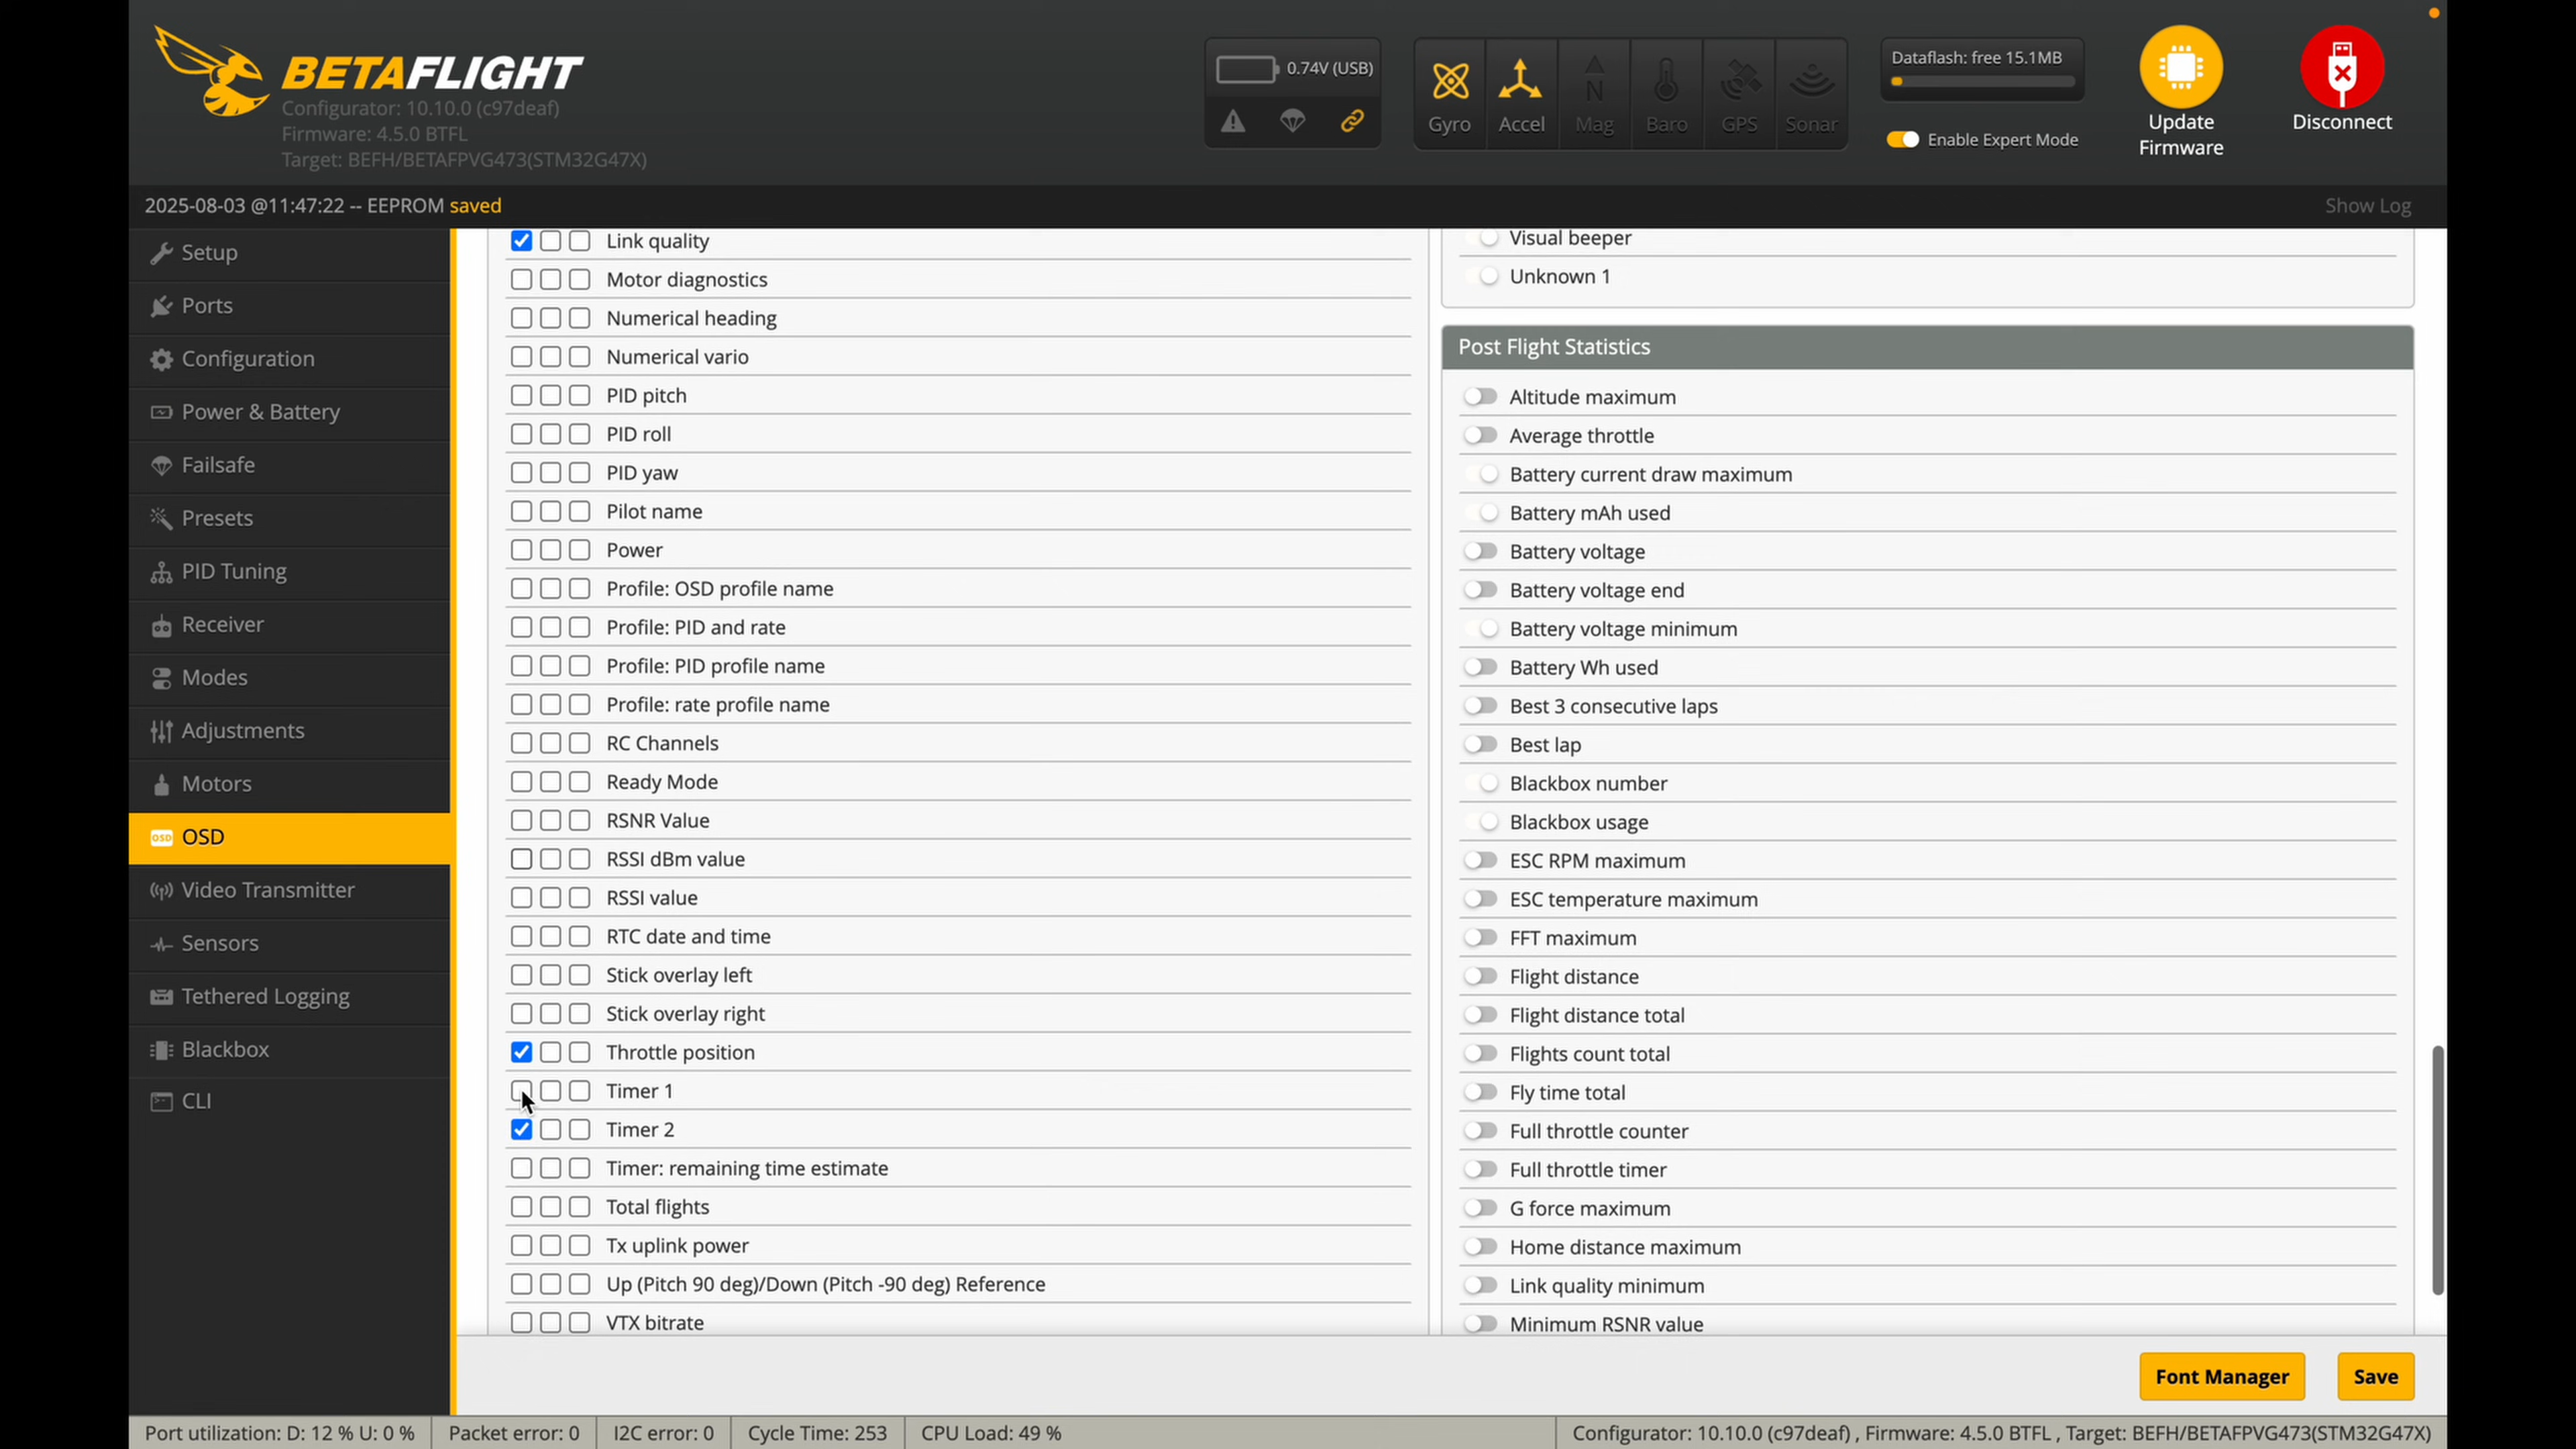 BETAFLIGHT
Configurator: 10.10.0 (c97deaf)
Firmware: 4.5.0 BTFL
Target: BEFH/BETAFPVG473(STM32G47X)
0.74V (USB)
Gyro
Accel
N
Mag
Baro
GPS
Sonar
Dataflash: free 15.1MB
Enable Expert Mode
Update
Firmware
Disconnect
2025-08-03 @11:47:22 -- EEPROM saved
Show Log
Setup
Ports
Configuration
Power & Battery
Failsafe
Presets
PID Tuning
Receiver
Modes
Adjustments
Motors
OSD OSD
Video Transmitter
Sensors
Tethered Logging
Blackbox
CLI
Link quality
Motor diagnostics
Numerical heading
Numerical vario
PID pitch
PID roll
PID yaw
Pilot name
Power
Profile: OSD profile name
Profile: PID and rate
Profile: PID profile name
Profile: rate profile name
RC Channels
Ready Mode
RSNR Value
RSSI dBm value
RSSI value
RTC date and time
Stick overlay left
Stick overlay right
Throttle position
Timer 1
Timer 2
Timer: remaining time estimate
Total flights
Tx uplink power
Up (Pitch 90 deg)/Down (Pitch -90 deg) Reference
VTX bitrate
Visual beeper
Unknown 1
Post Flight Statistics
Altitude maximum
Average throttle
Battery current draw maximum
Battery mAh used
Battery voltage
Battery voltage end
Battery voltage minimum
Battery Wh used
Best 3 consecutive laps
Best lap
Blackbox number
Blackbox usage
ESC RPM maximum
ESC temperature maximum
FFT maximum
Flight distance
Flight distance total
Flights count total
Fly time total
Full throttle counter
Full throttle timer
G force maximum
Home distance maximum
Link quality minimum
Minimum RSNR value
Font Manager
Save
Port utilization: D: 12 % U: 0 %
Packet error: 0
I2C error: 0
Cycle Time: 253
CPU Load: 49 %
Configurator: 10.10.0 (c97deaf) , Firmware: 4.5.0 BTFL , Target: BEFH/BETAFPVG473(STM32G47X)